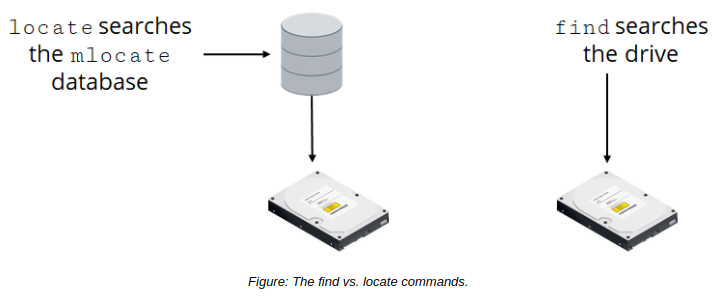 locate searches
the mlocate
database
find searches
the drive
Figure: The find vs. locate commands.